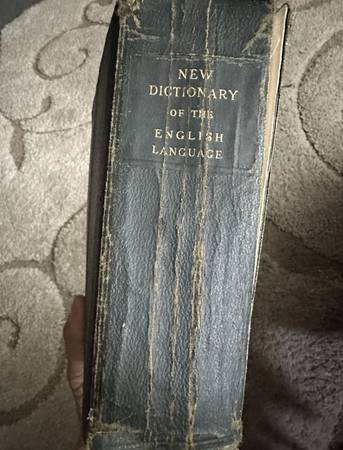 NEW
DICTIONARY
OF THE
ENGLISH
LANGUAGE